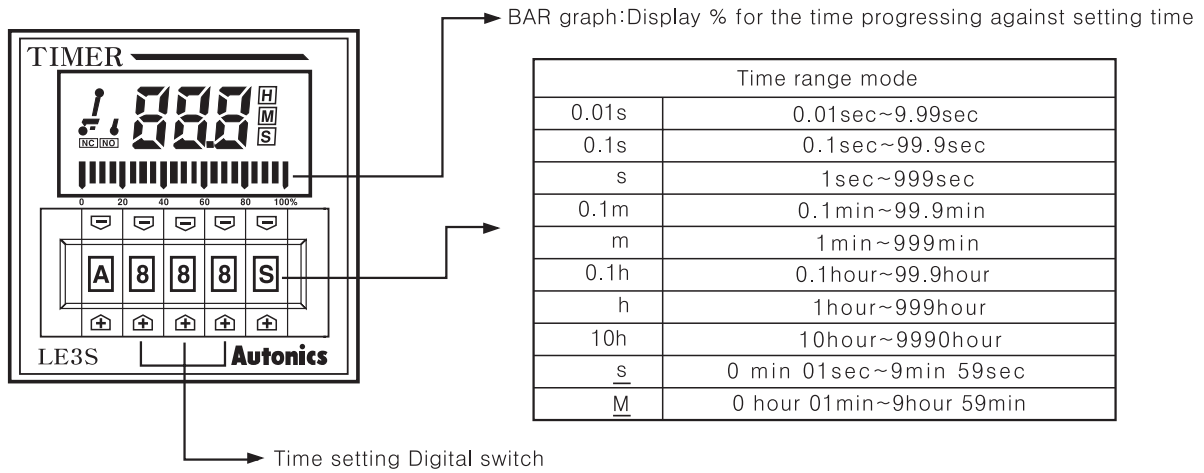 BAR graph:Display % for the time progressing against setting time
TIMER
88.8
H
M
S
NC NO
0 20 40 60 80 100%
A 8 8 8 S
LE3S Autonics
Time range mode
0.01s 0.01sec~9.99sec
0.1s 0.1sec~99.9sec
s 1sec~999sec
0.1m 0.1min~99.9min
m 1min~999min
0.1h 0.1hour~99.9hour
h 1hour~999hour
10h 10hour~9990hour
s 0 min 01sec~9min 59sec
M 0 hour 01min~9hour 59min
Time setting Digital switch